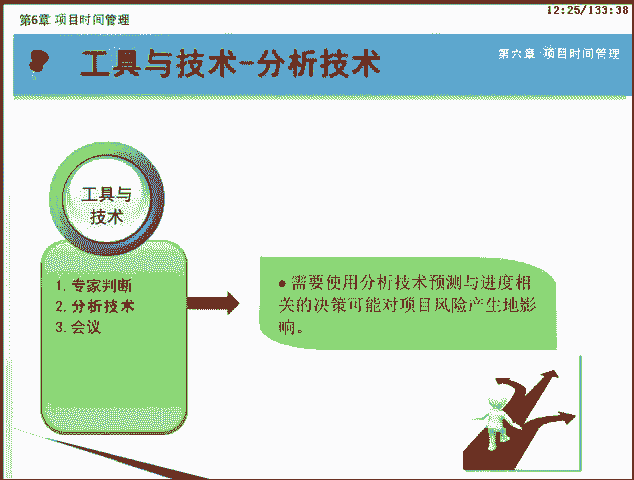 第6章 项目时间管理
12:25/133:38
工具与技术-分析技术
第六章 项目时间管理
工具与
技术
1. 专家判断
2. 分析技术
3. 会议
● 需要使用分析技术预测与进度相
关的决策可能对项目风险产生地影
响。